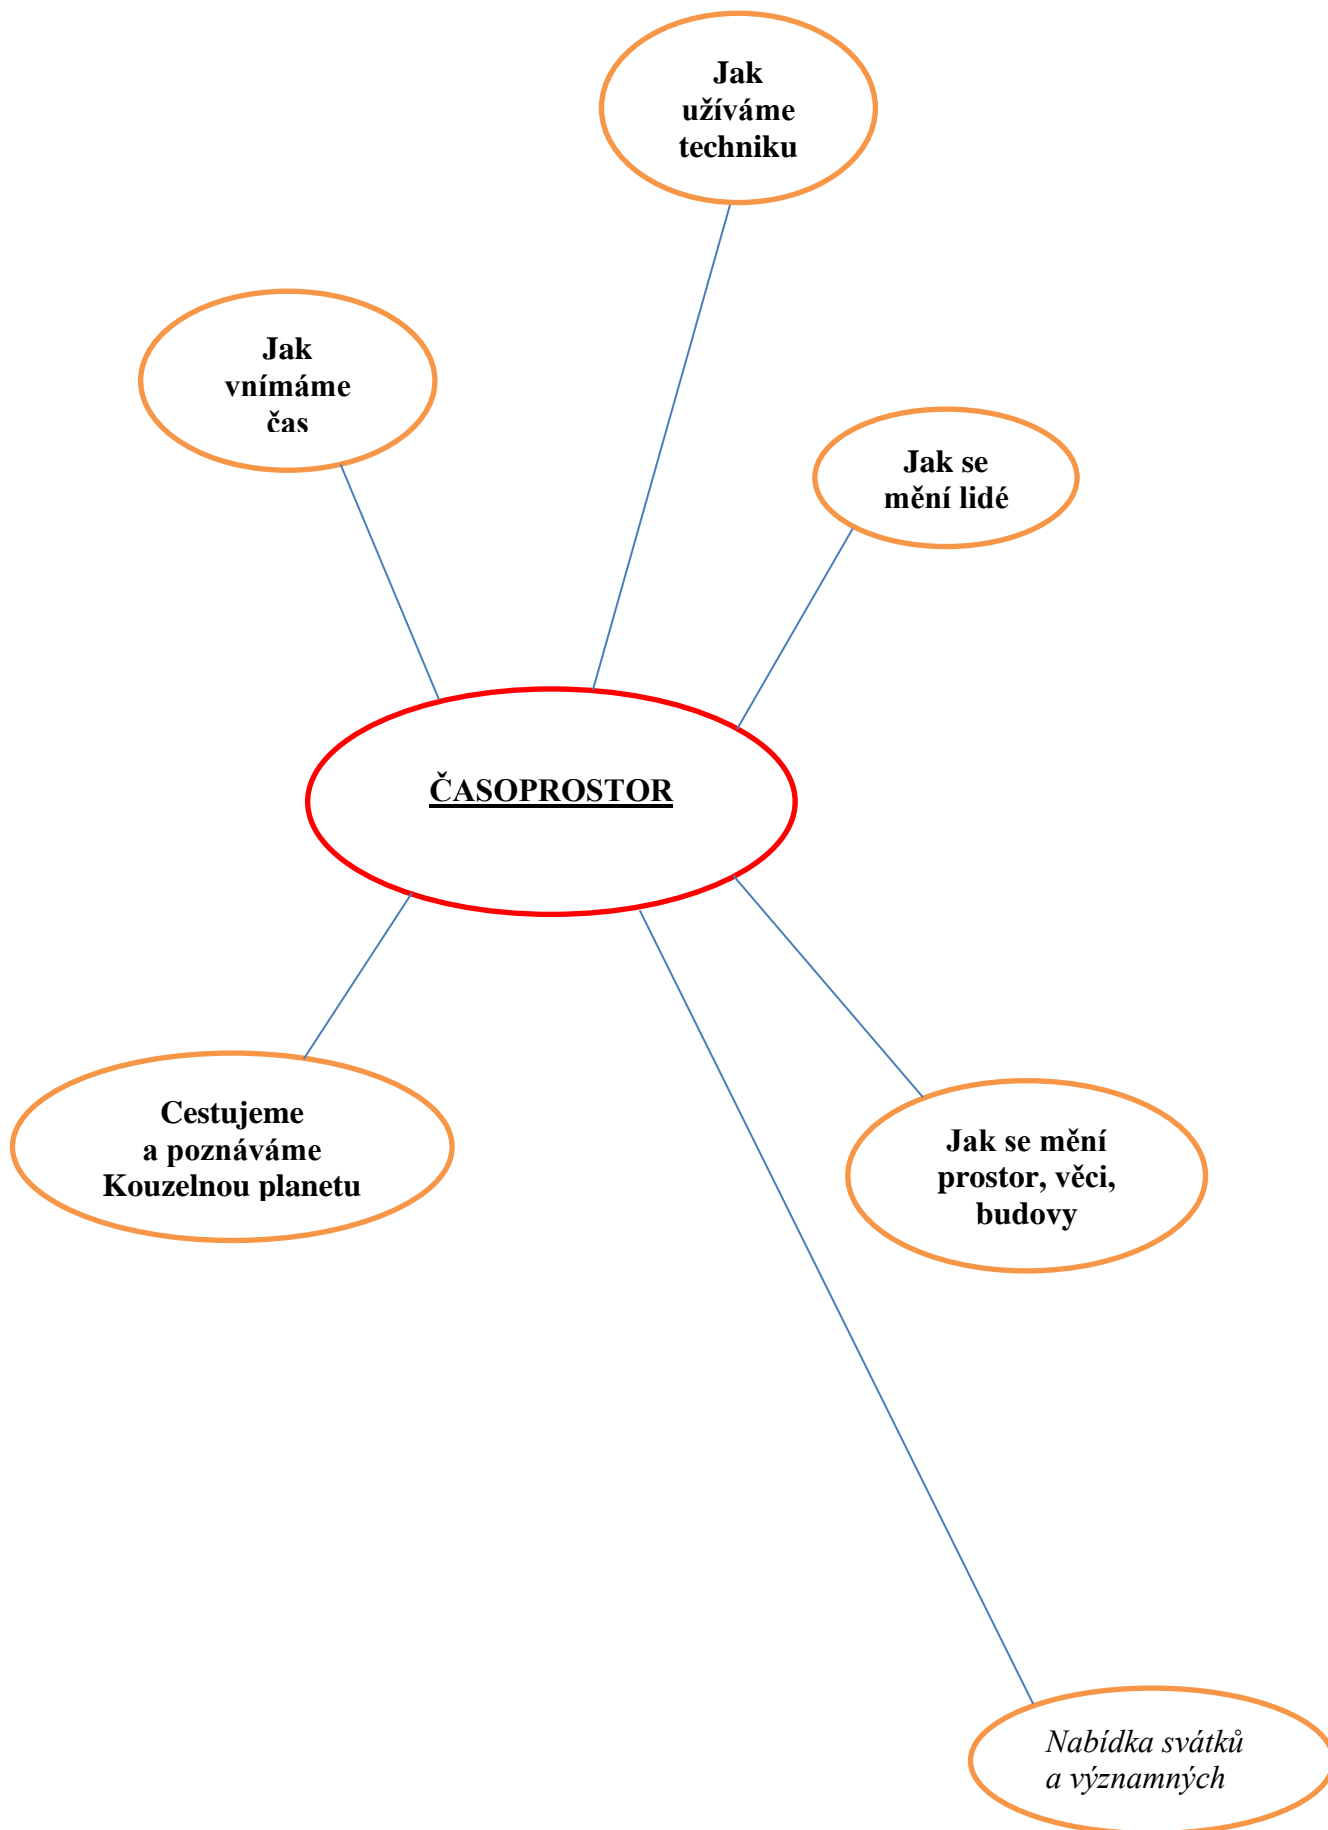 Jak
užíváme
techniku
Jak
vnímáme
čas
Jak se
mění lidé
ČASOPROSTOR
Cestujeme
a poznáváme
Kouzelnou planetu
Jak se mění
prostor, věci,
budovy
Nabídka svátků
a významných